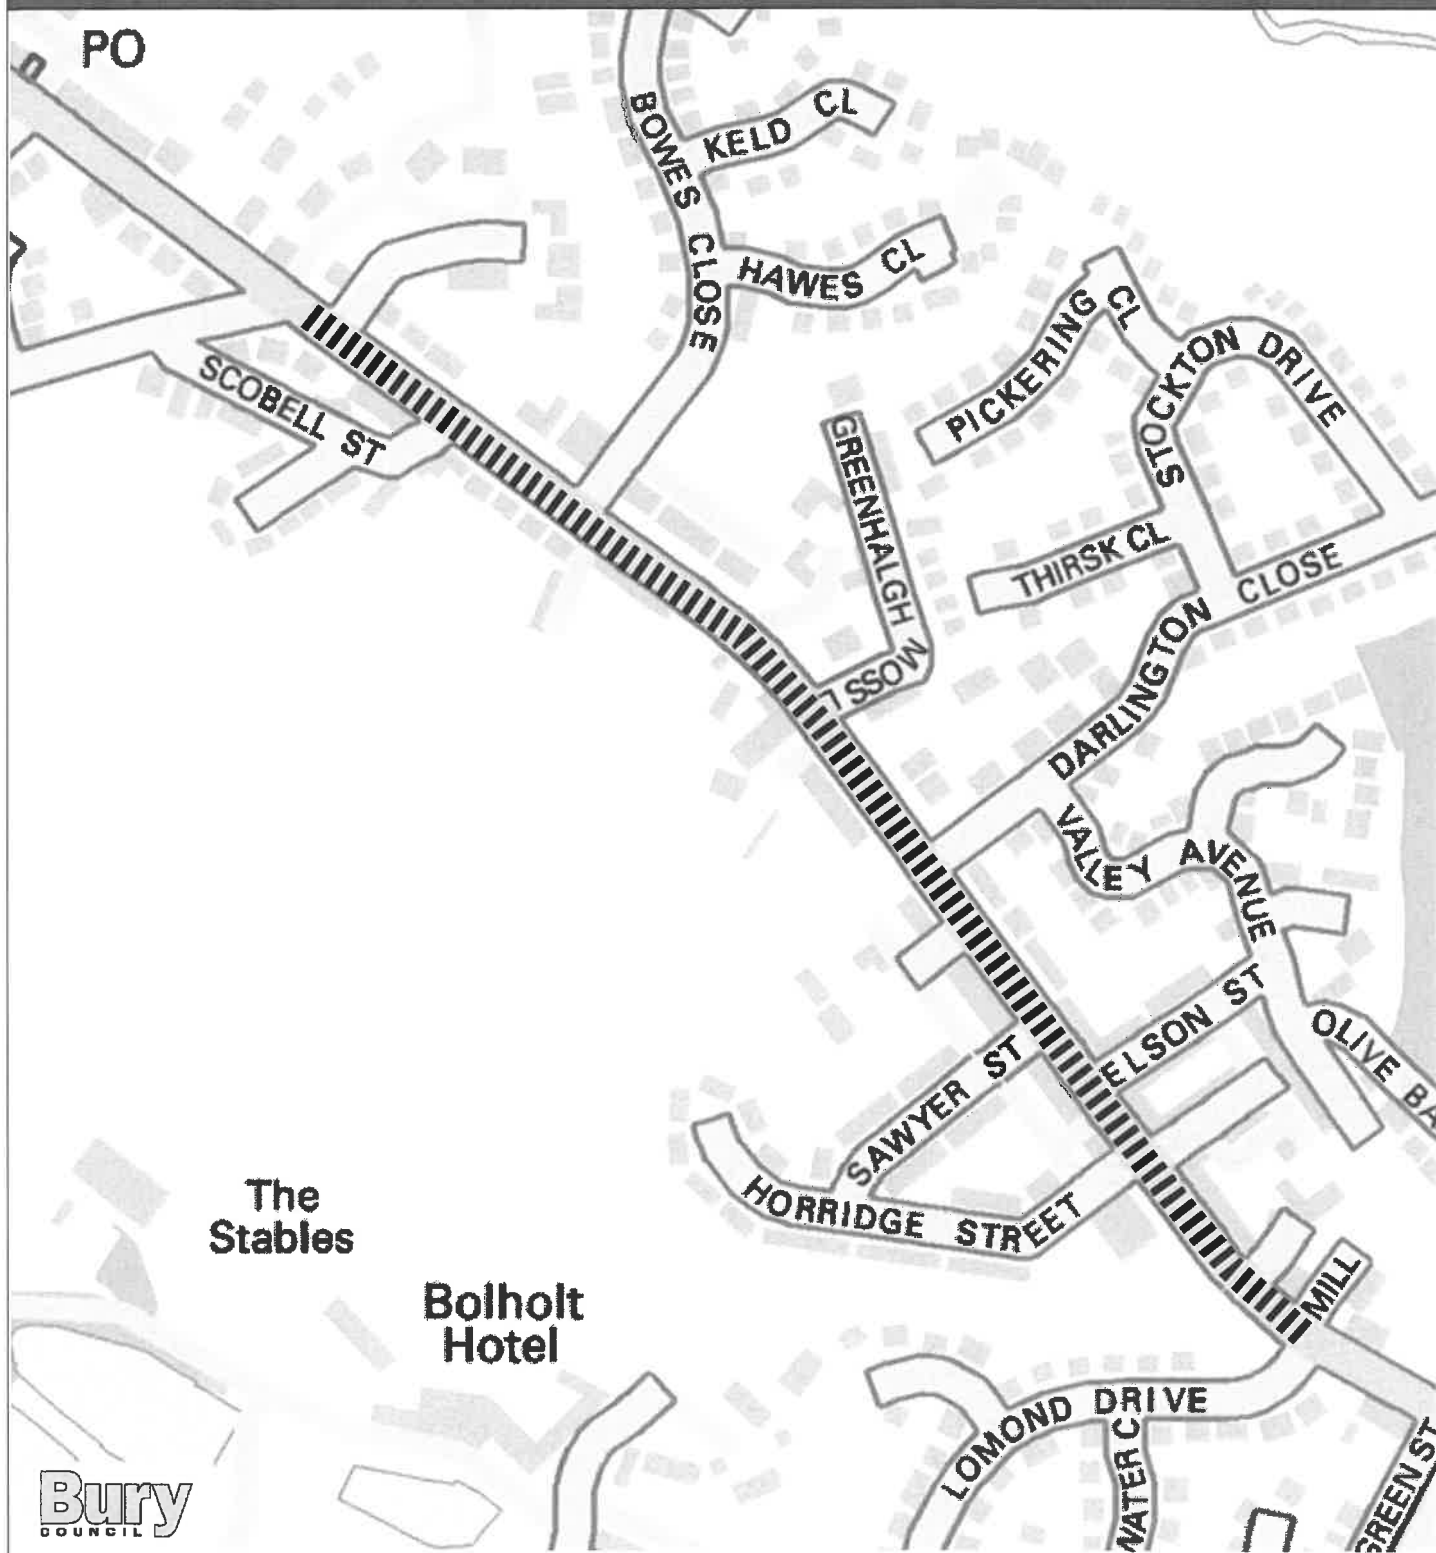 PO
BOWES CLOSE
KELD CL
HAWES CL
PICKERING CL
STOCKTON DRIVE
SCOBELL ST
GREENHALGH
MOSS L
THIRSK CL
DARLINGTON CLOSE
VALLEY AVENUE
ELSON ST
OLIVE BA
SAWYER ST
HORRIDGE STREET
The
Stables
Bolholt
Hotel
MILL
LOMOND DRIVE
WATER C
GREEN ST
Bury
COUNCIL